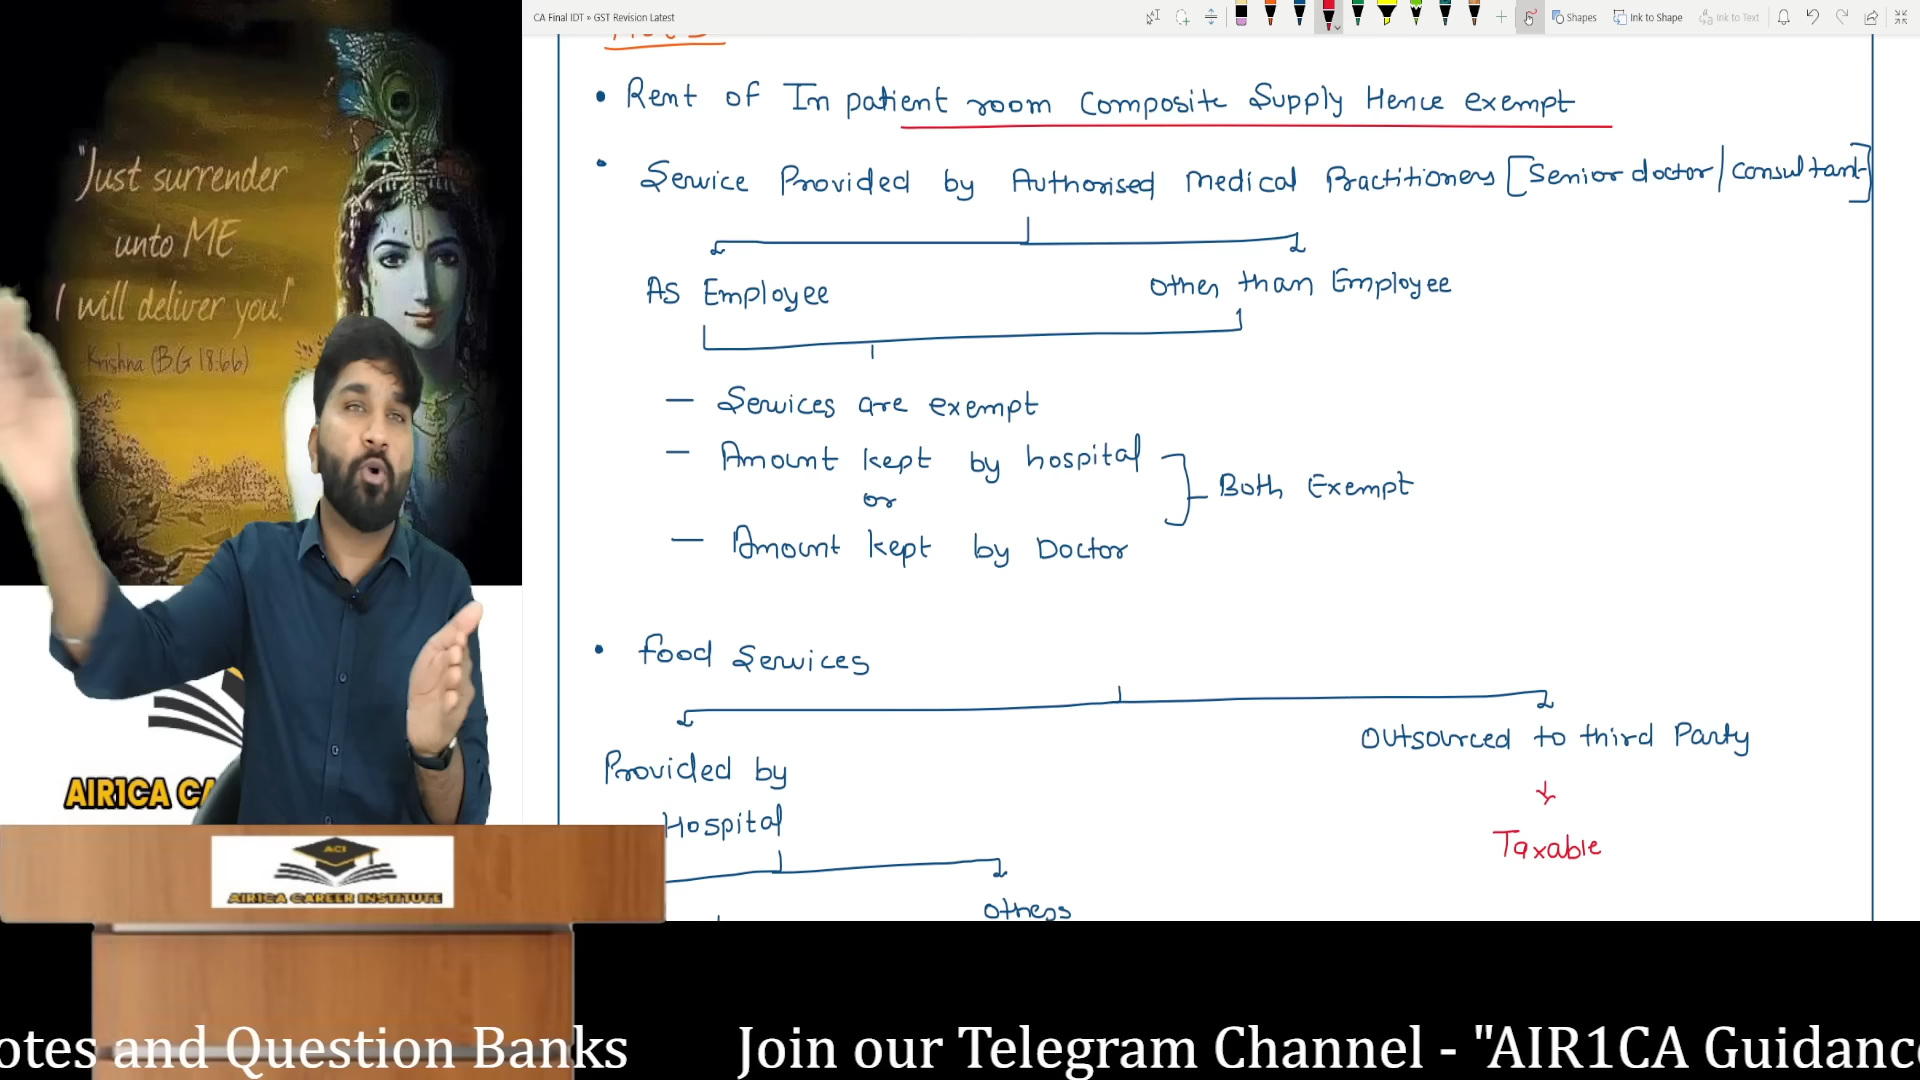 CA Final IDT » GST Revision Latest
Shapes
Ink to Shape
Ink to Text
• Rent of In patient room Composite Supply Hence exempt
• Service Provided by Authorised Medical Practitioners [Senior doctor/Consultant]
As Employee
Other than Employee
— Services are exempt
— Amount kept by hospital
or
Both Exempt
— Amount kept by Doctor
• food Services
Provided by
Hospital
Outsourced to third Party
Taxable
others
"Just surrender
unto ME
I will deliver you!"
Krishna (B.G 18:66)
AIR1CA CA
ACI
AIR1CA CAREER INSTITUTE
otes and Question Banks
Join our Telegram Channel - "AIR1CA Guidanc